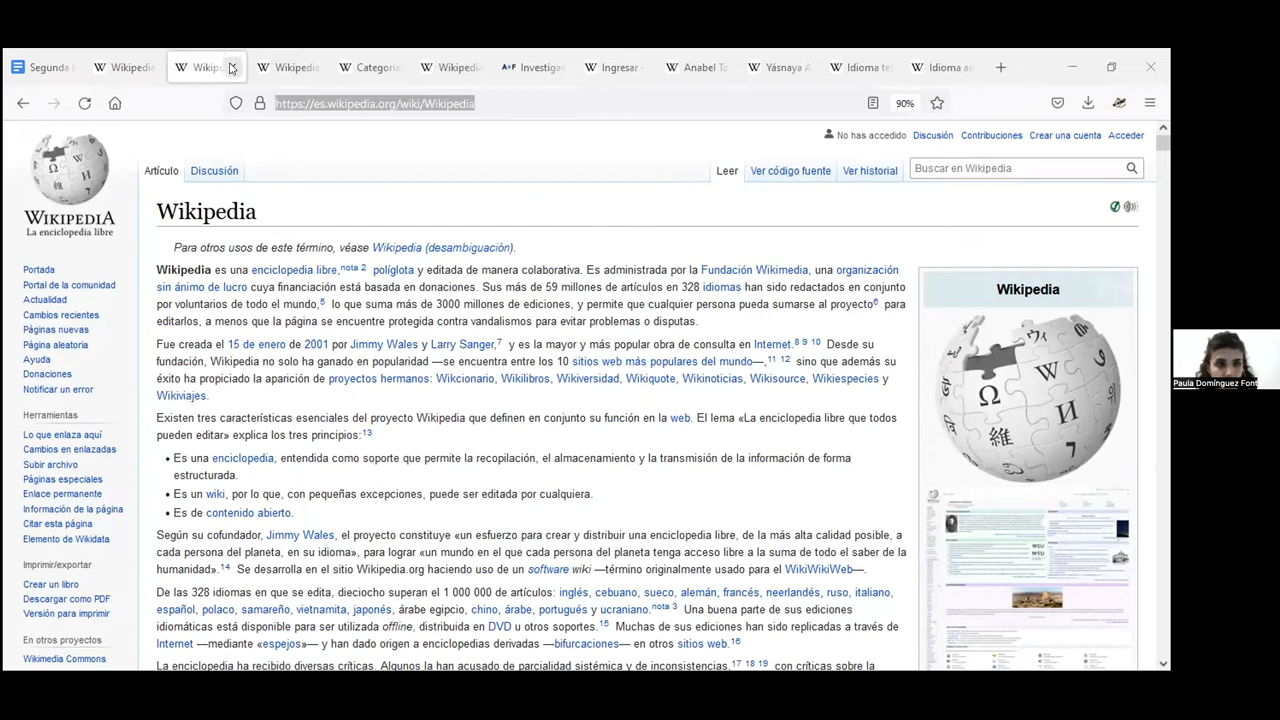 Segunda
Wikipedia
Wikip
Wikipedia
Categoría
Wikipedia
A+F Investiga
Ingresar
Anabel To
Yásnaya A
Idioma te
Idioma a
https://es.wikipedia.org/wiki/Wikipedia
90%
WIKIPEDIA
La enciclopedia libre
No has accedido Discusión Contribuciones Crear una cuenta Acceder
Artículo Discusión Leer Ver código fuente Ver historial Buscar en Wikipedia
Portada
Portal de la comunidad
Actualidad
Cambios recientes
Páginas nuevas
Página aleatoria
Ayuda
Donaciones
Notificar un error
Herramientas
Lo que enlaza aquí
Cambios en enlazadas
Subir archivo
Páginas especiales
Enlace permanente
Información de la página
Citar esta página
Elemento de Wikidata
Imprimir/exportar
Crear un libro
Descargar como PDF
Versión para imprimir
En otros proyectos
Wikimedia Commons
Wikipedia
Para otros usos de este término, véase Wikipedia (desambiguación).
Wikipedia es una enciclopedia libre,nota 2 políglota y editada de manera colaborativa. Es administrada por la Fundación Wikimedia, una organización
sin ánimo de lucro cuya financiación está basada en donaciones. Sus más de 59 millones de artículos en 328 idiomas han sido redactados en conjunto
por voluntarios de todo el mundo,5 lo que suma más de 3000 millones de ediciones, y permite que cualquier persona pueda sumarse al proyecto6 para
editarlos, a menos que la página se encuentre protegida contra vandalismos para evitar problemas o disputas.
Fue creada el 15 de enero de 2001 por Jimmy Wales y Larry Sanger,7 y es la mayor y más popular obra de consulta en Internet.8 9 10 Desde su
fundación, Wikipedia no solo ha ganado en popularidad —se encuentra entre los 10 sitios web más populares del mundo—,11 12 sino que además su
éxito ha propiciado la aparición de proyectos hermanos: Wikcionario, Wikilibros, Wikiversidad, Wikiquote, Wikinoticias, Wikisource, Wikiespecies y
Wikiviajes.
Existen tres características esenciales del proyecto Wikipedia que definen en conjunto su función en la web. El lema «La enciclopedia libre que todos
pueden editar» explica los tres principios:13
• Es una enciclopedia, entendida como soporte que permite la recopilación, el almacenamiento y la transmisión de la información de forma
estructurada.
• Es un wiki, por lo que, con pequeñas excepciones, puede ser editada por cualquiera.
• Es de contenido abierto.
Según su cofundador, Jimmy Wales, el proyecto constituye «un esfuerzo para crear y distribuir una enciclopedia libre, de la más alta calidad posible, a
cada persona del planeta, en su idioma», para lograr «un mundo en el que cada persona del planeta tenga acceso libre a la suma de todo el saber de la
humanidad». Se desarrolla en el sitio Wikipedia.org haciendo uso de un software wiki —término originalmente usado para el WikiWikiWeb—.
De las 328 idiomas en que se edita, dieciocho superan el 1 000 000 de artículos: inglés, cebuano, sueco, alemán, francés, neerlandés, ruso, italiano,
español, polaco, samareño, vietnamita, japonés, árabe egipcio, chino, árabe, portugués y ucraniano.nota 3 Una buena parte de sus ediciones
idiomáticas está disponible para ser utilizada offline, distribuida en DVD u otros soportes.15 Muchas de sus ediciones han sido replicadas a través de
Internet —mediante «espejos»— y han dado origen a enciclopedias derivadas —bifurcaciones— en otros sitios web.16
Wikipedia
WSU
WSU
Paula Domínguez Font